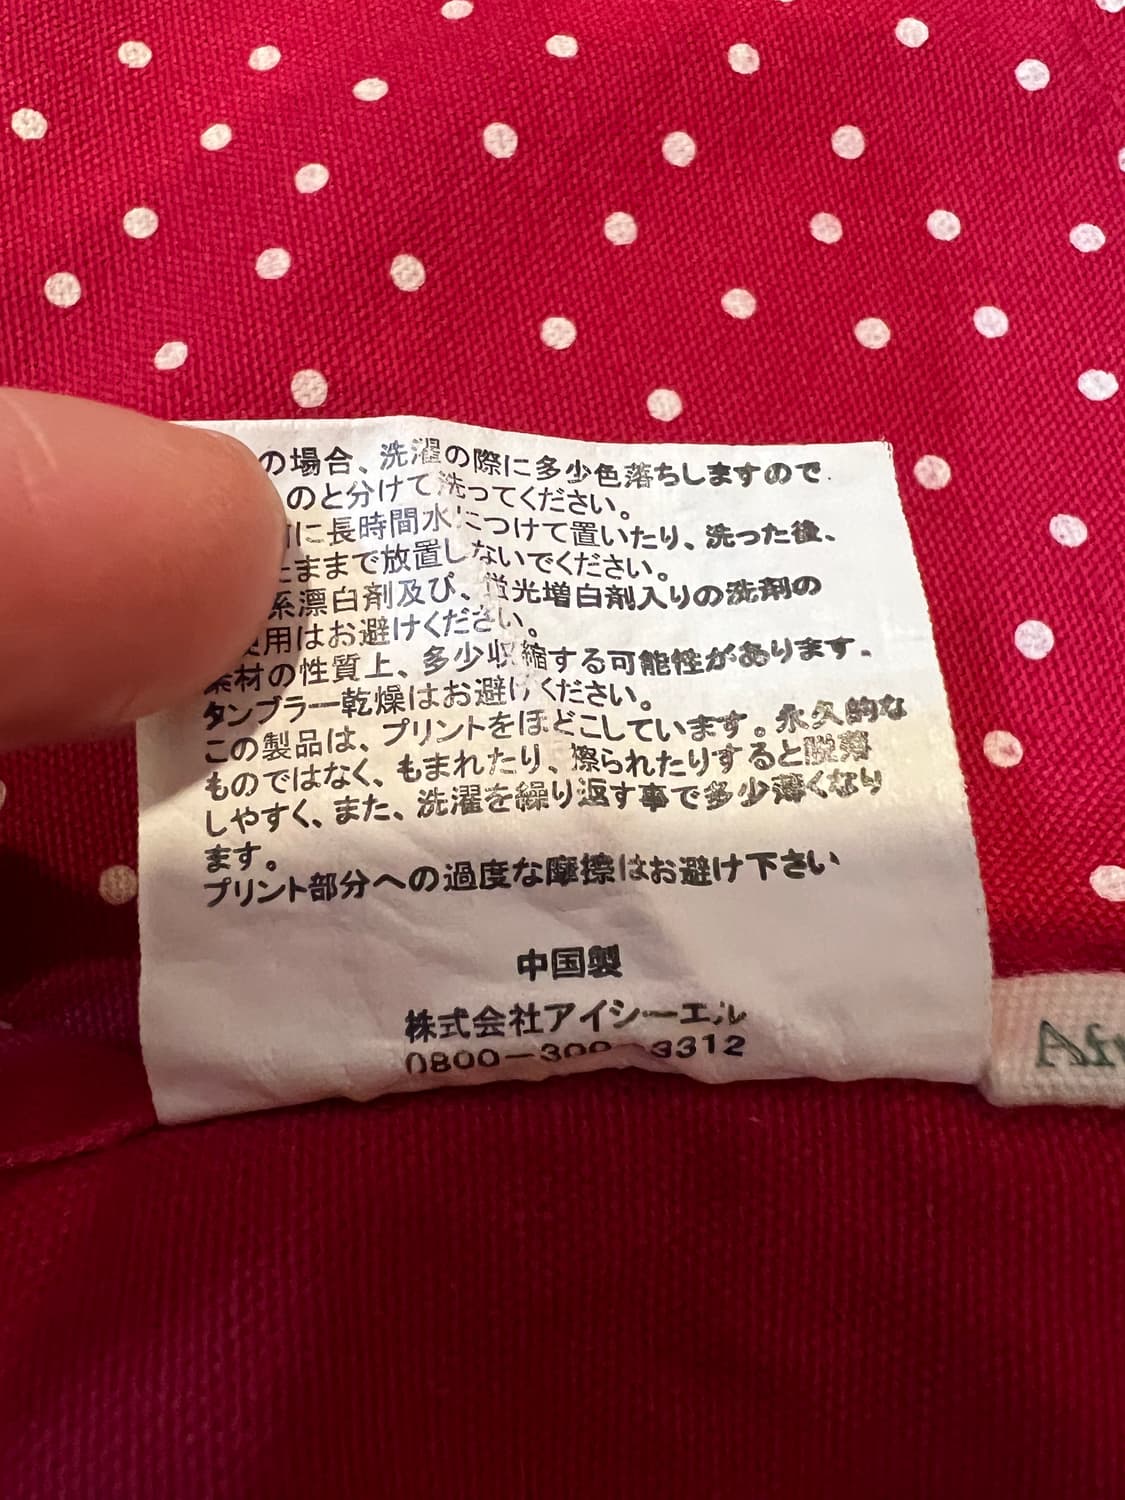 の場合、洗濯の際に多少色落ちしますので
のと分けて洗ってください。
に長時間水につけて置いたり、洗った後、
たままで放置しないでください。
系漂白剤及び、蛍光増白剤入りの洗剤の
使用はお避けください。
素材の性質上、多少収縮する可能性があります。
タンブラー乾燥はお避けください。
この製品は、プリントをほどこしています。永久的な
ものではなく、もまれたり、擦られたりすると脱落
しやすく、また、洗濯を繰り返す事で多少薄くなり
ます。
プリント部分への過度な摩擦はお避け下さい
中国製
株式会社アイシーエル
0800-300-3312